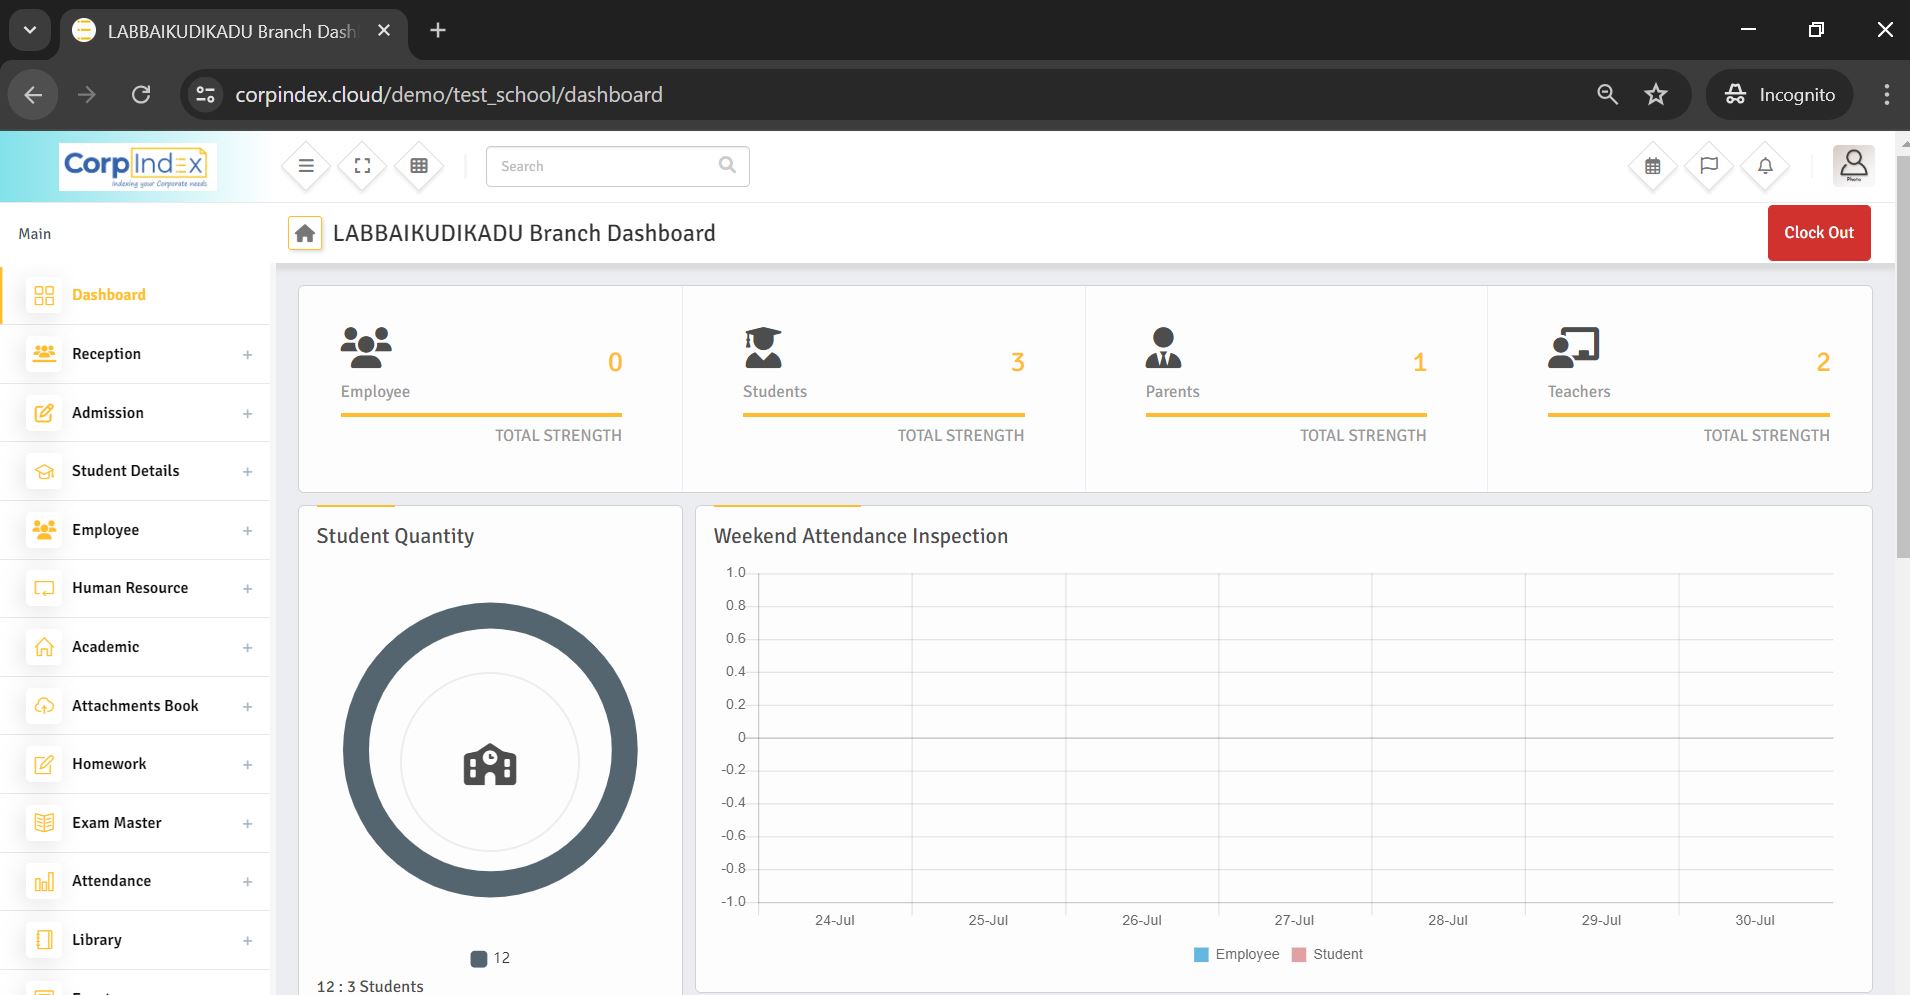 LABBAIKUDIKADU Branch Dash
corpindex.cloud/demo/test_school/dashboard
Incognito
CorpIndex
Indexing your Corporate needs
Search
Photo
Main
LABBAIKUDIKADU Branch Dashboard
Clock Out
Dashboard
Reception
Admission
Student Details
Employee
Human Resource
Academic
Attachments Book
Homework
Exam Master
Attendance
Library
Employee
0
TOTAL STRENGTH
Students
3
TOTAL STRENGTH
Parents
1
TOTAL STRENGTH
Teachers
2
TOTAL STRENGTH
Student Quantity
12
12 : 3 Students
Weekend Attendance Inspection
1.0
0.8
0.6
0.4
0.2
0
-0.2
-0.4
-0.6
-0.8
-1.0
24-Jul 25-Jul 26-Jul 27-Jul 28-Jul 29-Jul 30-Jul
Employee Student